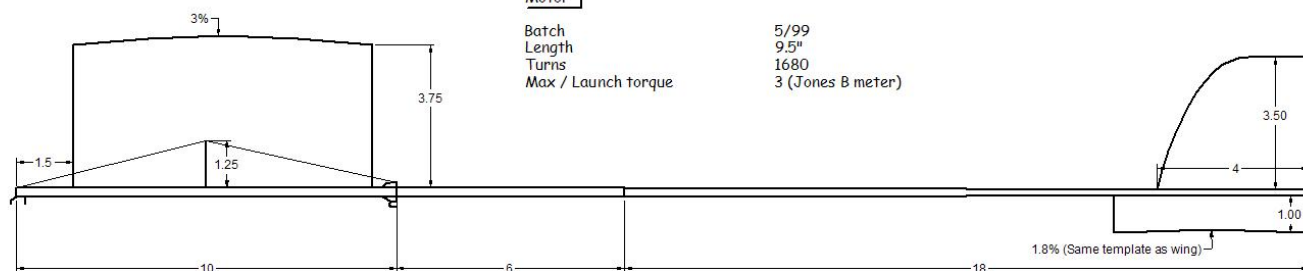 Motor
Batch 5/99
Length 9.5"
Turns 1680
Max / Launch torque 3 (Jones B meter)
3%
3.75
1.5
1.25
3.50
4
1.00
1.8% (Same template as wing)
10
6
18